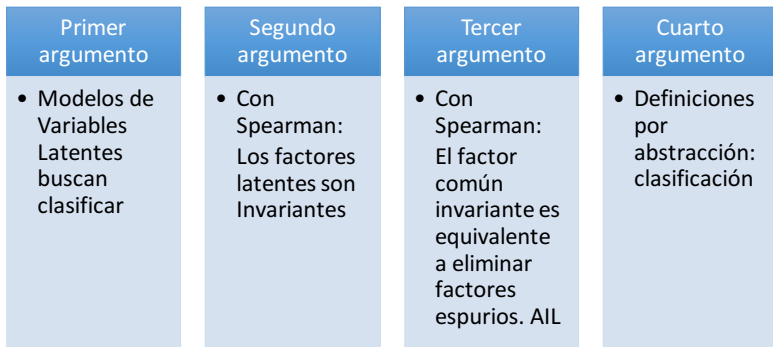 Primer
argumento
• Modelos de
Variables
Latentes
buscan
clasificar
Segundo
argumento
• Con
Spearman:
Los factores
latentes son
Invariantes
Tercer
argumento
• Con
Spearman:
El factor
común
invariante es
equivalente
a eliminar
factores
espurios. AIL
Cuarto
argumento
• Definiciones
por
abstracción:
clasificación